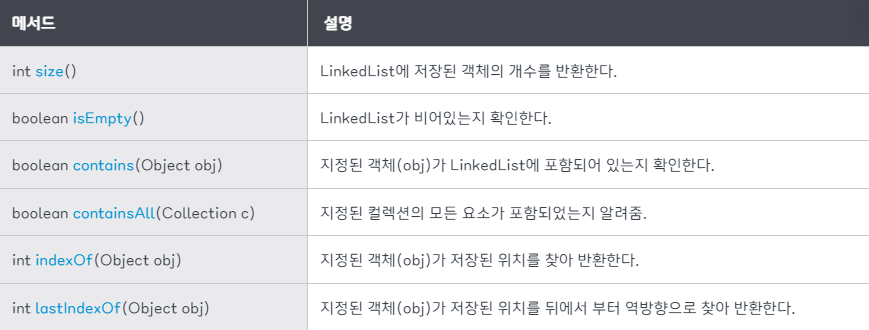 메서드 설명
int size() LinkedList에 저장된 객체의 개수를 반환한다.
boolean isEmpty() LinkedList가 비어있는지 확인한다.
boolean contains(Object obj) 지정된 객체(obj)가 LinkedList에 포함되어 있는지 확인한다.
boolean containsAll(Collection c) 지정된 컬렉션의 모든 요소가 포함되었는지 알려줌.
int indexOf(Object obj) 지정된 객체(obj)가 저장된 위치를 찾아 반환한다.
int lastIndexOf(Object obj) 지정된 객체(obj)가 저장된 위치를 뒤에서 부터 역방향으로 찾아 반환한다.